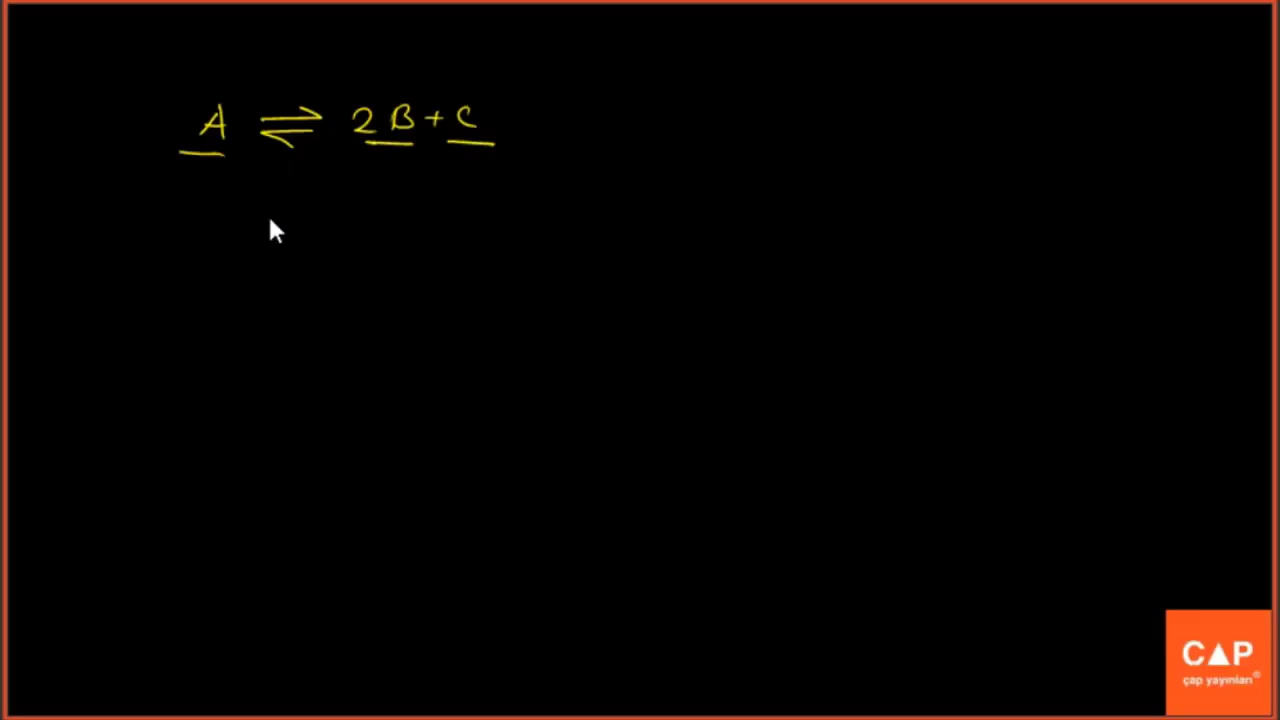 A ⇌ 2B + C
CAP
çap yayınları®